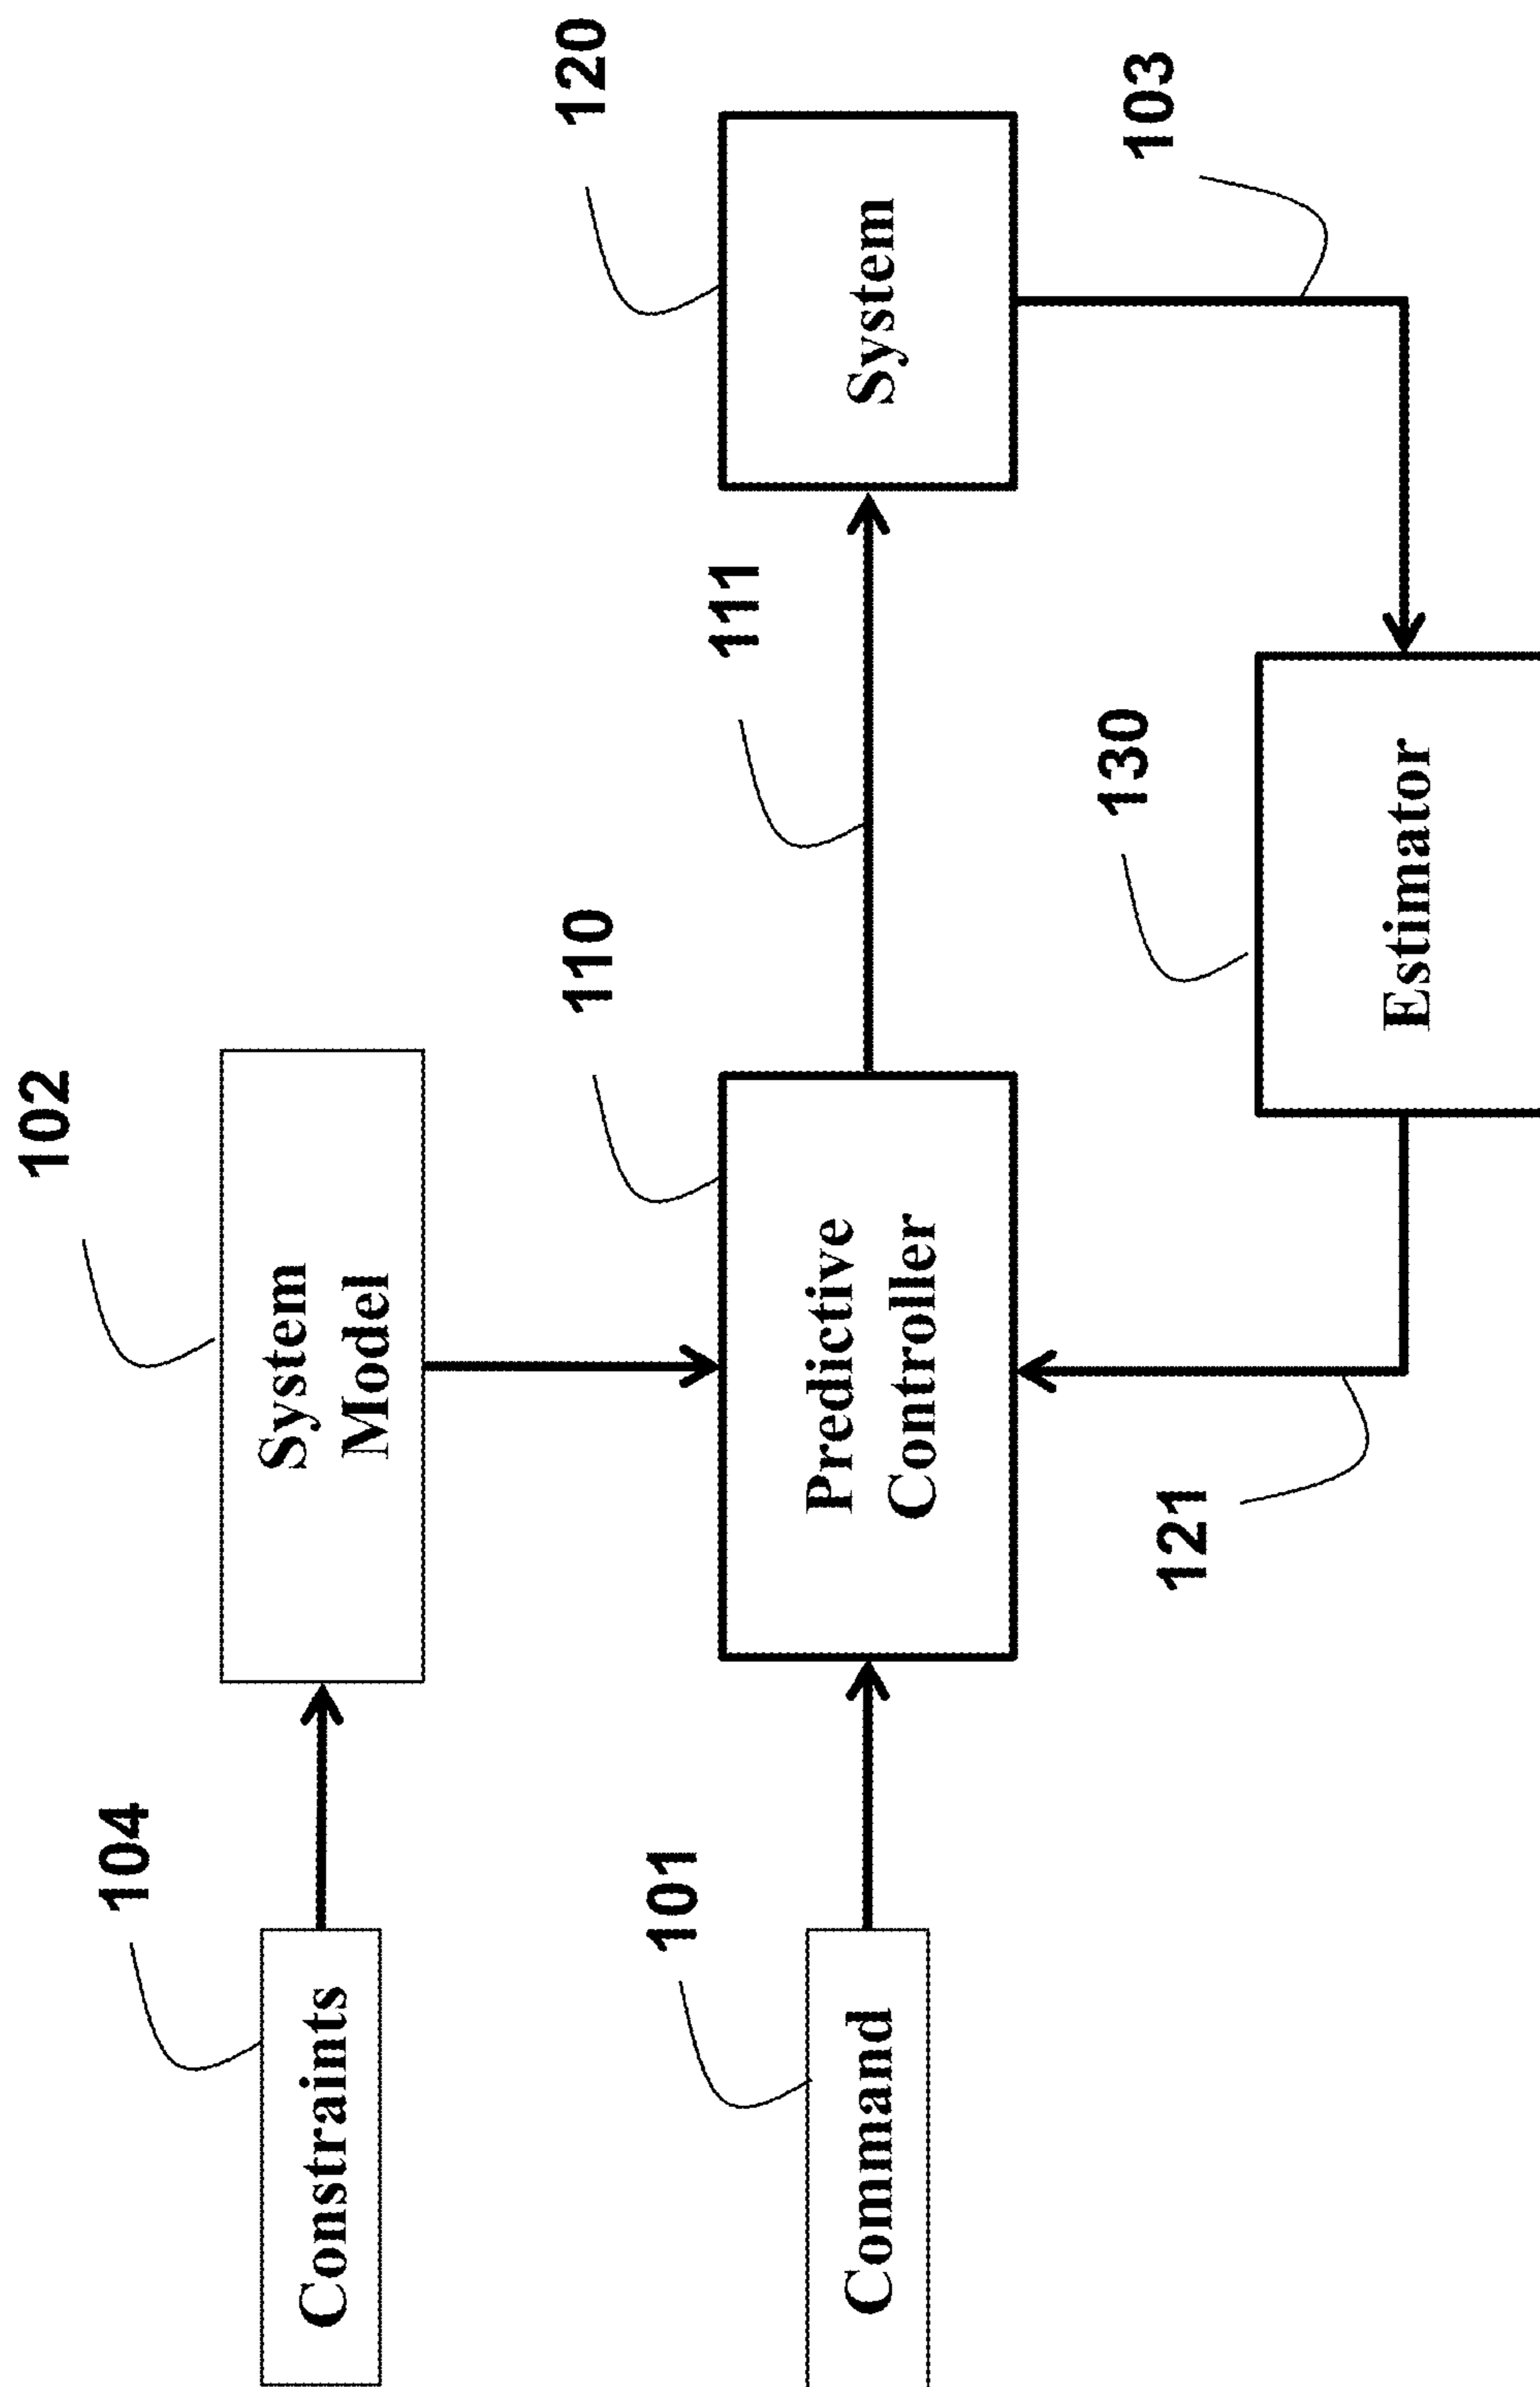 102
104
System
Model
Constraints
110
120
101
111
Predictive
Controller
System
Command
130
103
121
Estimator